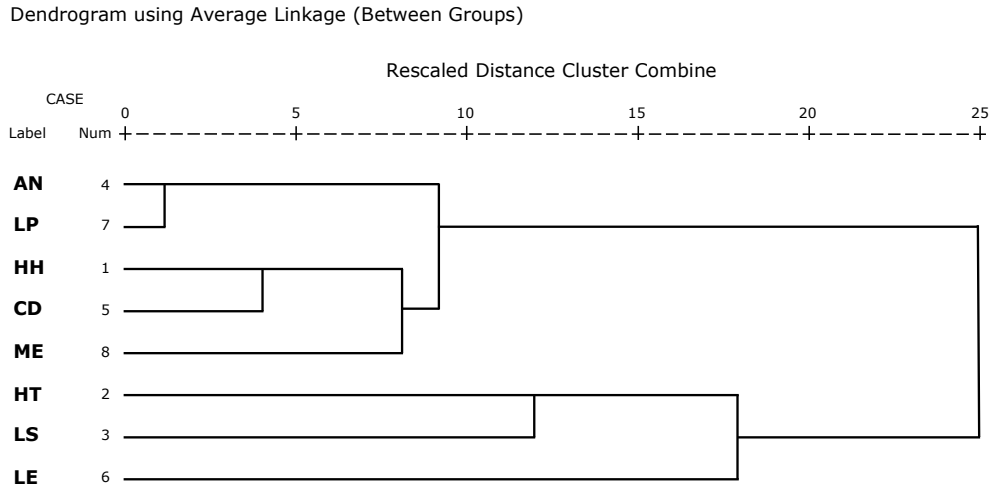 Dendrogram using Average Linkage (Between Groups)
Rescaled Distance Cluster Combine
CASE 0 5 10 15 20 25
Label Num
AN 4
LP 7
HH 1
CD 5
ME 8
HT 2
LS 3
LE 6